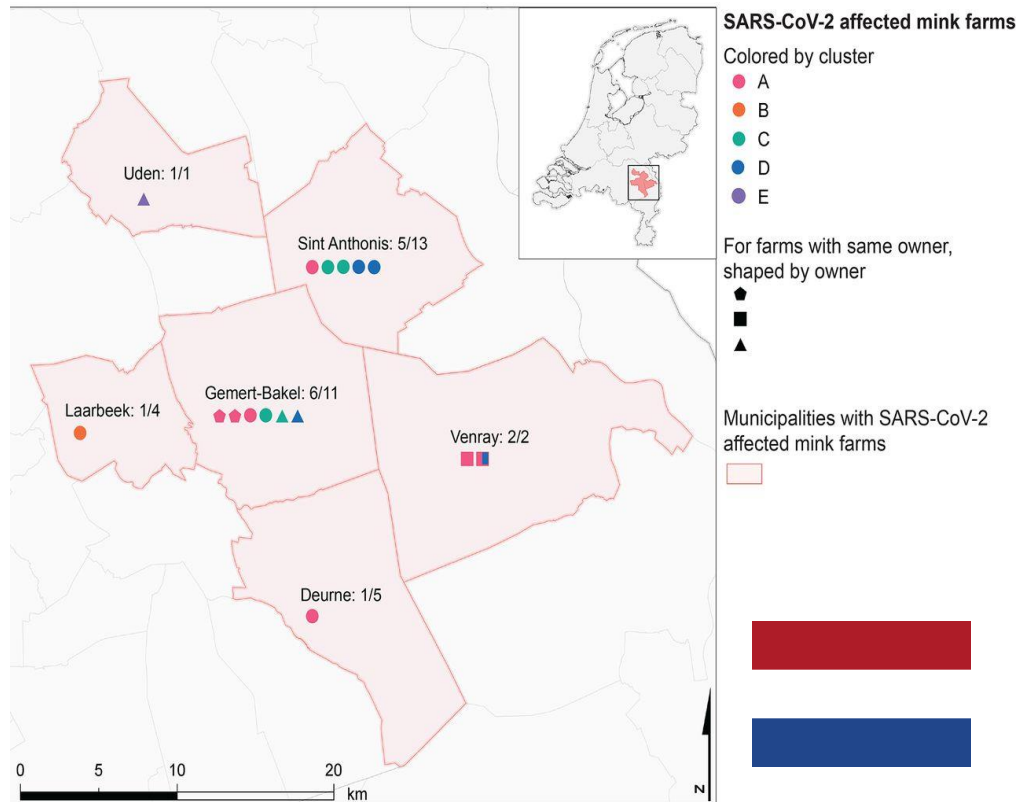 SARS-CoV-2 affected mink farms
Colored by cluster
A
B
C
D
E
For farms with same owner,
shaped by owner
Municipalities with SARS-CoV-2
affected mink farms
Uden: 1/1
Sint Anthonis: 5/13
Gemert-Bakel: 6/11
Laarbeek: 1/4
Venray: 2/2
Deurne: 1/5
0 5 10 20
km
N